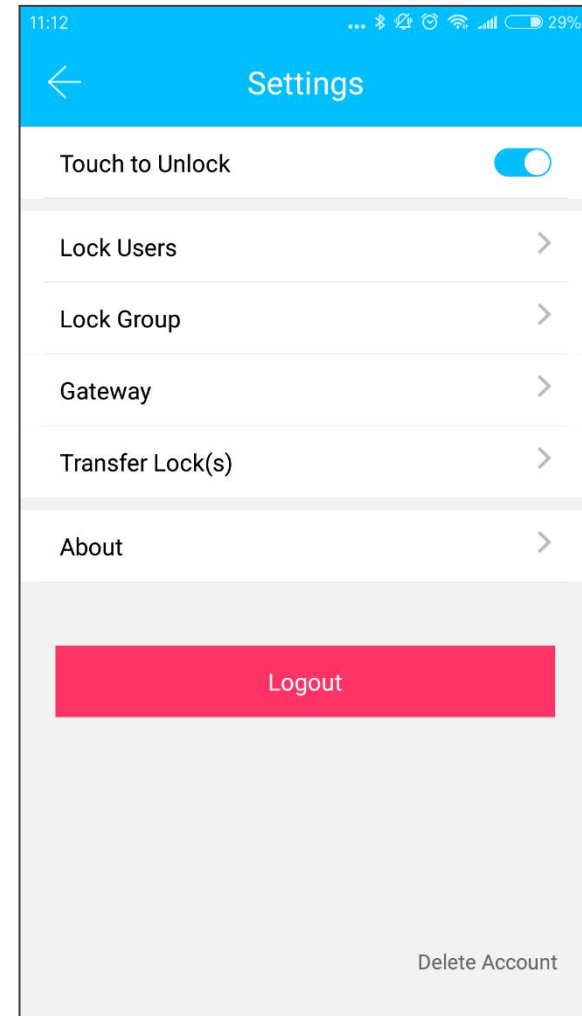 11:12 ... 29%
Settings
Touch to Unlock
Lock Users
Lock Group
Gateway
Transfer Lock(s)
About
Logout
Delete Account